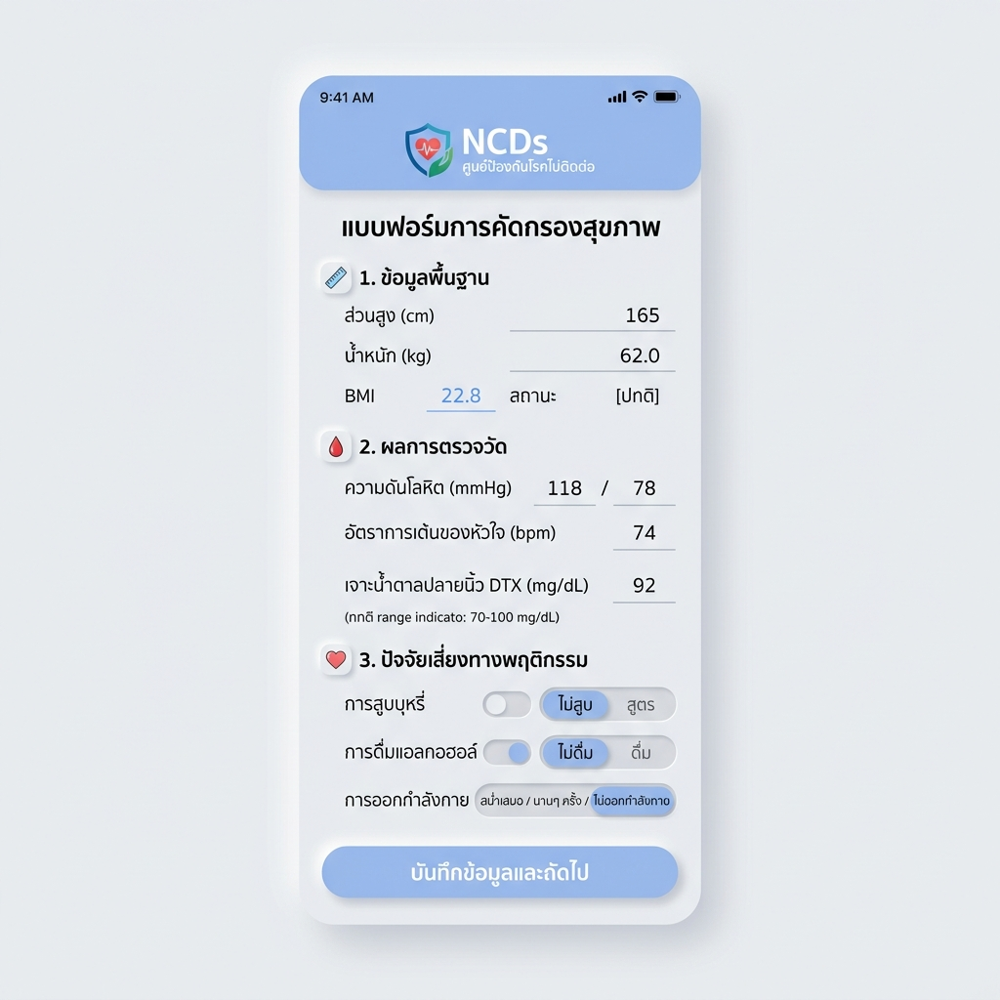 9:41 AM
NCDs
ศูนย์ป้องกันโรคไม่ติดต่อ
แบบฟอร์มการคัดกรองสุขภาพ
1. ข้อมูลพื้นฐาน
ส่วนสูง (cm) 165
น้ำหนัก (kg) 62.0
BMI 22.8 สถานะ [ปกติ]
2. ผลการตรวจวัด
ความดันโลหิต (mmHg) 118 / 78
อัตราการเต้นของหัวใจ (bpm) 74
เจาะน้ำตาลปลายนิ้ว DTX (mg/dL) 92
range indicato: 70-100 mg/dL)
3. ปัจจัยเสี่ยงทางพฤติกรรม
การสูบบุหรี่ ไม่สูบ สูตร
การดื่มแอลกอฮอล์ ไม่ดื่ม ดื่ม
การออกกำลังกาย / นานๆ ครั้ง / ไม่ออกกำลังกาย
บันทึกข้อมูลและถัดไป